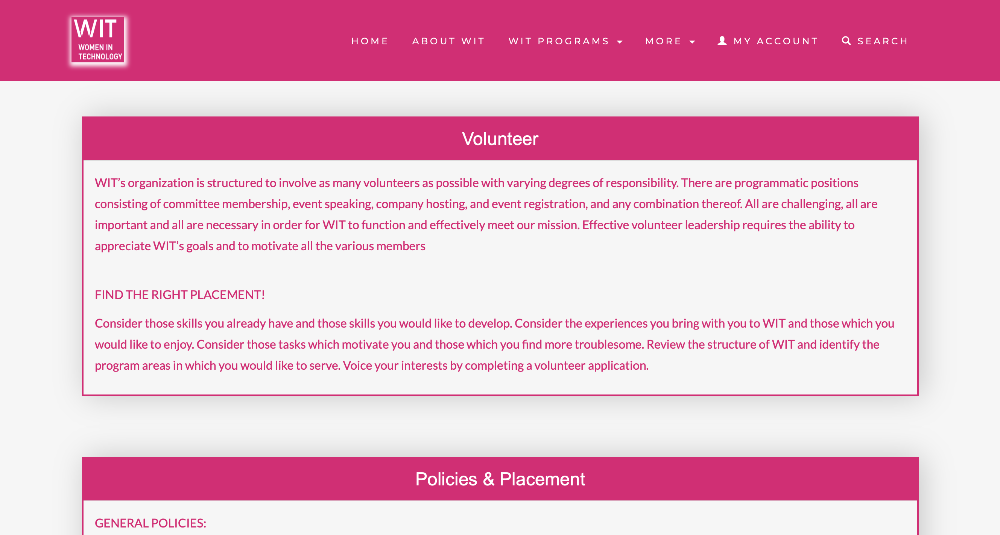 WIT
WOMEN IN
TECHNOLOGY
HOME ABOUT WIT WIT PROGRAMS MORE MY ACCOUNT SEARCH
Volunteer
WIT’s organization is structured to involve as many volunteers as possible with varying degrees of responsibility. There are programmatic positions
consisting of committee membership, event speaking, company hosting, and event registration, and any combination thereof. All are challenging, all are
important and all are necessary in order for WIT to function and effectively meet our mission. Effective volunteer leadership requires the ability to
appreciate WIT’s goals and to motivate all the various members
FIND THE RIGHT PLACEMENT!
Consider those skills you already have and those skills you would like to develop. Consider the experiences you bring with you to WIT and those which you
would like to enjoy. Consider those tasks which motivate you and those which you find more troublesome. Review the structure of WIT and identify the
program areas in which you would like to serve. Voice your interests by completing a volunteer application.
Policies & Placement
GENERAL POLICIES: